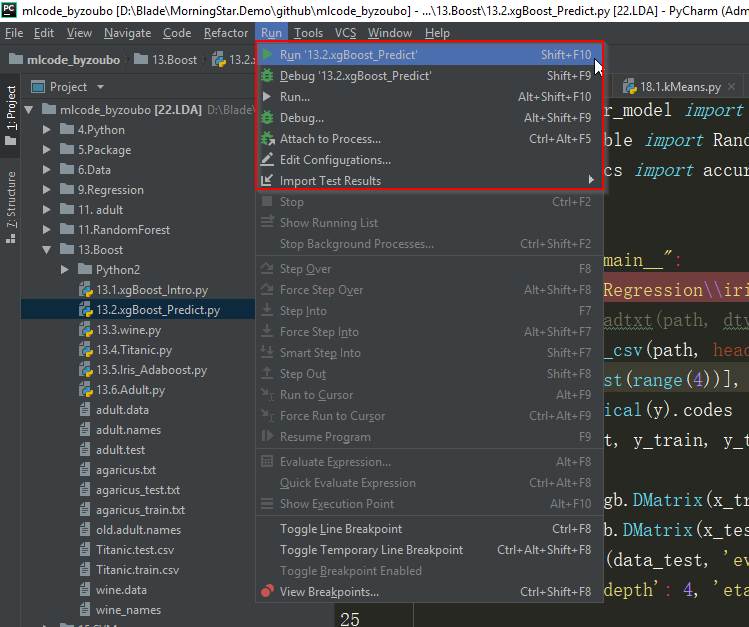 mlcode_byzoubo [D:\Blade\MorningStar.Demo\github\mlcode_byzoubo] - ...\13.Boost\13.2.xgBoost_Predict.py [22.LDA] - PyCharm (Adm
File Edit View Navigate Code Refactor Run Tools VCS Window Help
mlcode_byzoubo 13.Boost 13.2.x
Run '13.2.xgBoost_Predict' Shift+F10
Debug '13.2.xgBoost_Predict' Shift+F9
Run... Alt+Shift+F10
Debug... Alt+Shift+F9
Attach to Process... Ctrl+Alt+F5
Edit Configurations...
Import Test Results
Stop Ctrl+F2
Show Running List
Stop Background Processes... Ctrl+Shift+F2
Step Over F8
Force Step Over Alt+Shift+F8
Step Into F7
Force Step Into Alt+Shift+F7
Smart Step Into Shift+F7
Step Out Shift+F8
Run to Cursor Alt+F9
Force Run to Cursor Ctrl+Alt+F9
Resume Program F9
Evaluate Expression... Alt+F8
Quick Evaluate Expression Ctrl+Alt+F8
Show Execution Point Alt+F10
Toggle Line Breakpoint Ctrl+F8
Toggle Temporary Line Breakpoint Ctrl+Alt+Shift+F8
Toggle Breakpoint Enabled
View Breakpoints... Ctrl+Shift+F8
1: Project
7: Structure
Project
mlcode_byzoubo [22.LDA] D:\Blade\
4.Python
5.Package
6.Data
9.Regression
11. adult
11.RandomForest
13.Boost
Python2
13.1.xgBoost_Intro.py
13.2.xgBoost_Predict.py
13.3.wine.py
13.4.Titanic.py
13.5.Iris_Adaboost.py
13.6.Adult.py
adult.data
adult.names
adult.test
agaricus.txt
agaricus_test.txt
agaricus_train.txt
old.adult.names
Titanic.test.csv
Titanic.train.csv
wine.data
wine_names
18.1.kMeans.py
r_model import
ble import Rand
cs import accur
main__":
Regression\\iri
adtxt(path, dty
_csv(path, head
st(range(4))],
ical(y).codes
t, y_train, y_t
gb.DMatrix(x_tr
b.DMatrix(x_tes
(data_test, 'ev
depth': 4, 'eta
25